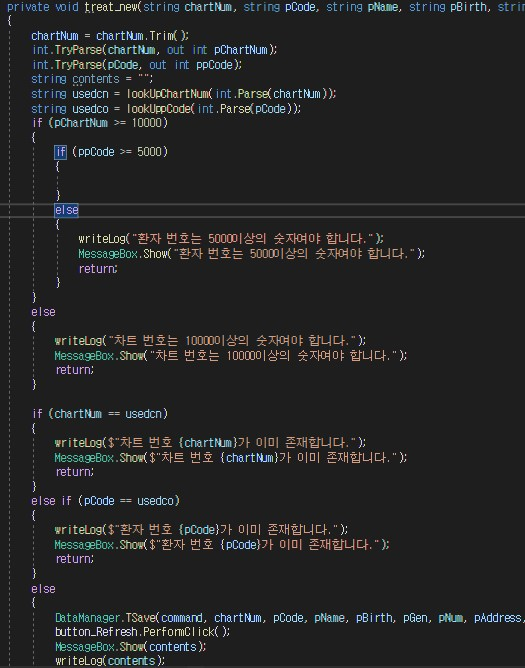 private void treat_new(string chartNum, string pCode, string pName, string pBirth, string
{
chartNum = chartNum.Trim();
int.TryParse(chartNum, out int pChartNum);
int.TryParse(pCode, out int ppCode);
string contents = "";
string usedcn = lookUpChartNum(int.Parse(chartNum));
string usedco = lookUppCode(int.Parse(pCode));
if (pChartNum >= 10000)
{
if (ppCode >= 5000)
{
}
else
{
writeLog("환자 번호는 5000이상의 숫자여야 합니다.");
MessageBox.Show("환자 번호는 5000이상의 숫자여야 합니다.");
return;
}
}
else
{
writeLog("차트 번호는 10000이상의 숫자여야 합니다.");
MessageBox.Show("차트 번호는 10000이상의 숫자여야 합니다.");
return;
}
if (chartNum == usedcn)
{
writeLog($"차트 번호 {chartNum}가 이미 존재합니다.");
MessageBox.Show($"차트 번호 {chartNum}가 이미 존재합니다.");
return;
}
else if (pCode == usedco)
{
writeLog($"환자 번호 {pCode}가 이미 존재합니다.");
MessageBox.Show($"환자 번호 {pCode}가 이미 존재합니다.");
return;
}
else
{
DataManager.TSave(command, chartNum, pCode, pName, pBirth, pGen, pNum, pAddress,
button_Refresh.PerformClick();
MessageBox.Show(contents);
writeLog(contents);